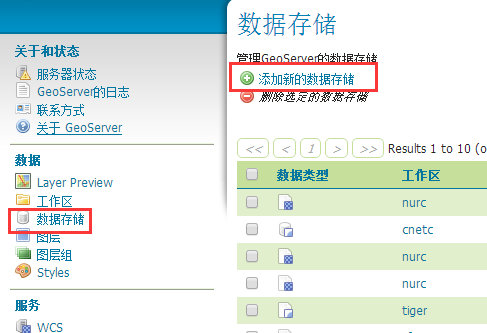 关于和状态
服务器状态
GeoServer的日志
联系方式
关于 GeoServer
数据
Layer Preview
工作区
数据存储
图层
图层组
Styles
服务
WCS
数据存储
管理GeoServer的数据存储
添加新的数据存储
删除选定的数据存储
<< < 1 > >> Results 1 to 10 (o
数据类型 工作区
nurc
cnetc
nurc
nurc
tiger